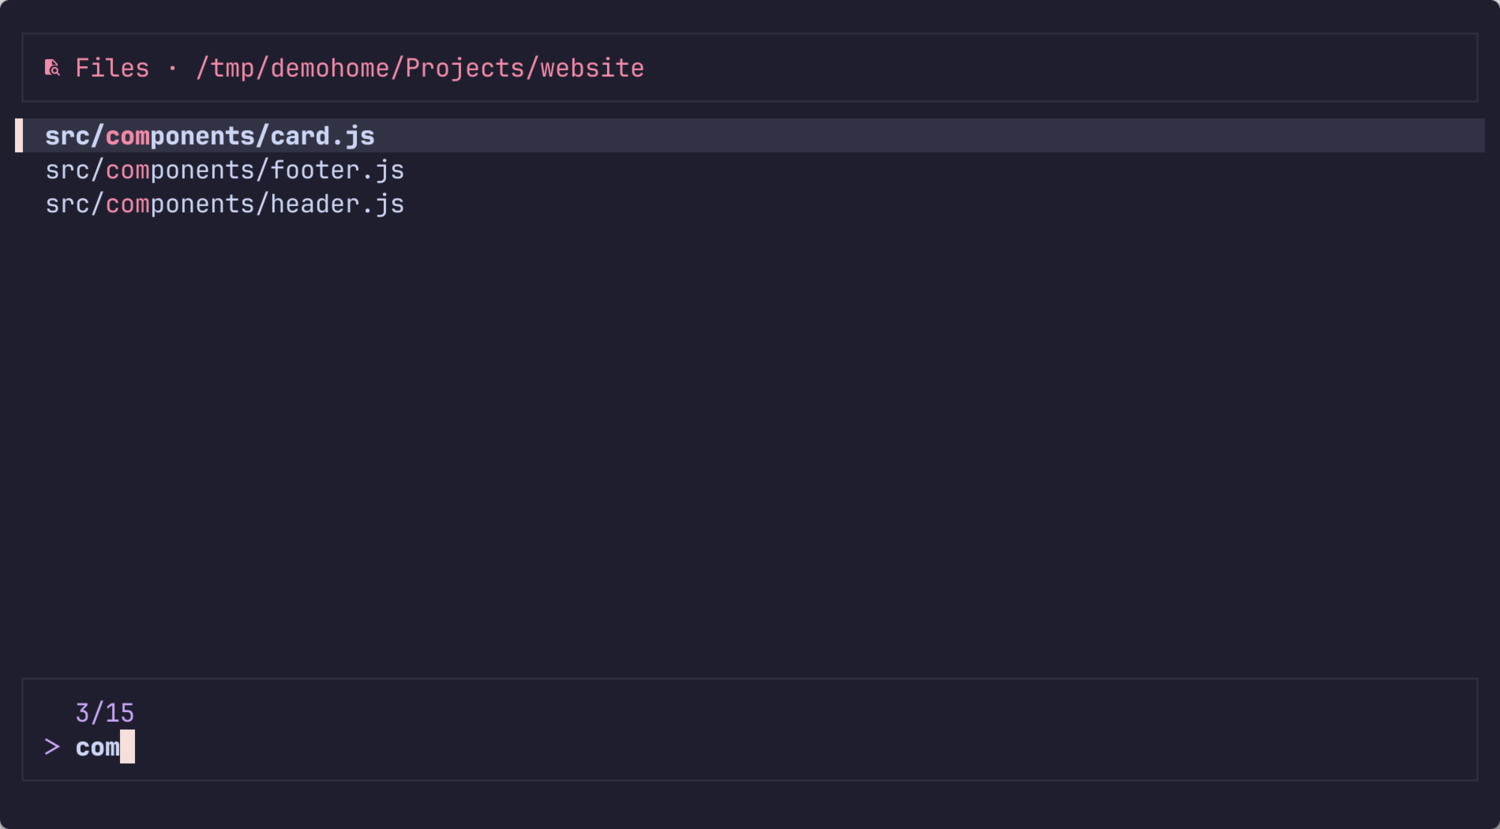 Files · /tmp/demohome/Projects/website
src/components/card.js
src/components/footer.js
src/components/header.js
3/15
> com